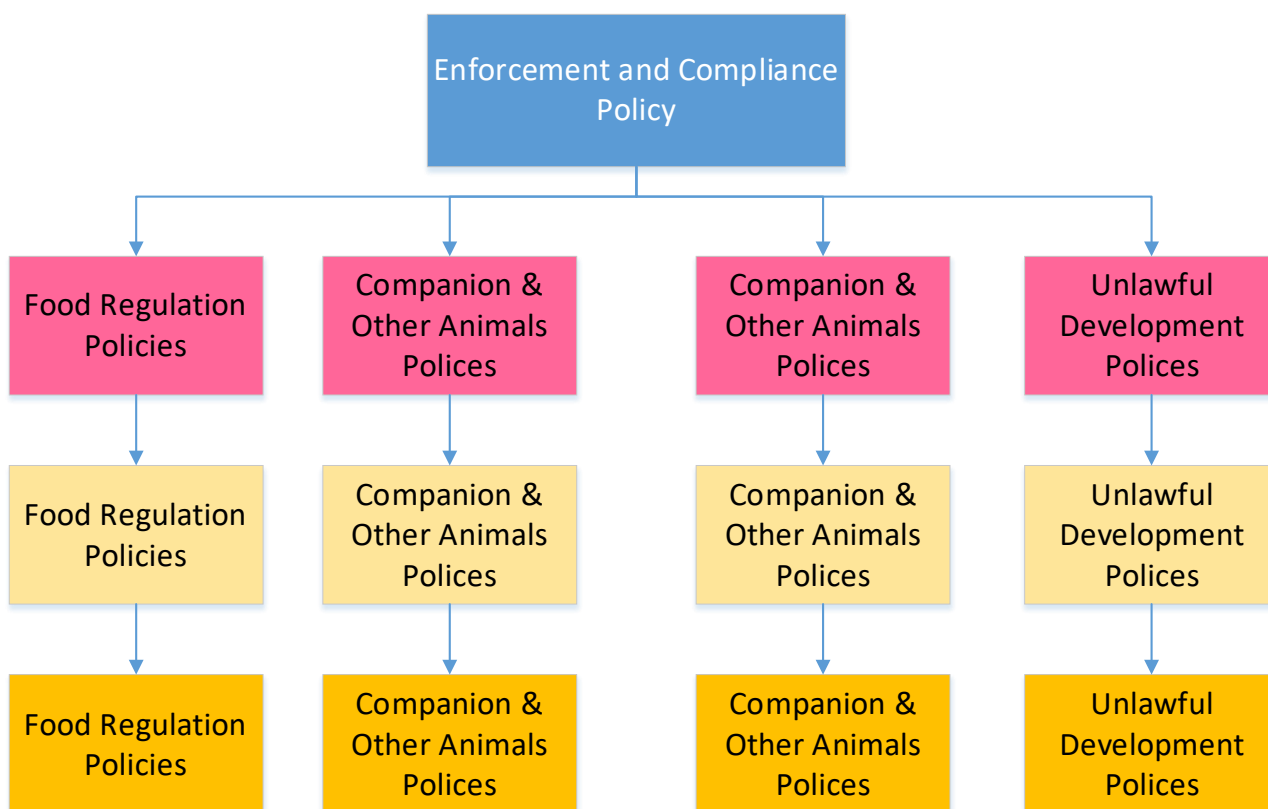 Enforcement and Compliance
Policy
Food Regulation
Policies
Companion &
Other Animals
Polices
Companion &
Other Animals
Polices
Unlawful
Development
Polices
Food Regulation
Policies
Companion &
Other Animals
Polices
Companion &
Other Animals
Polices
Unlawful
Development
Polices
Food Regulation
Policies
Companion &
Other Animals
Polices
Companion &
Other Animals
Polices
Unlawful
Development
Polices